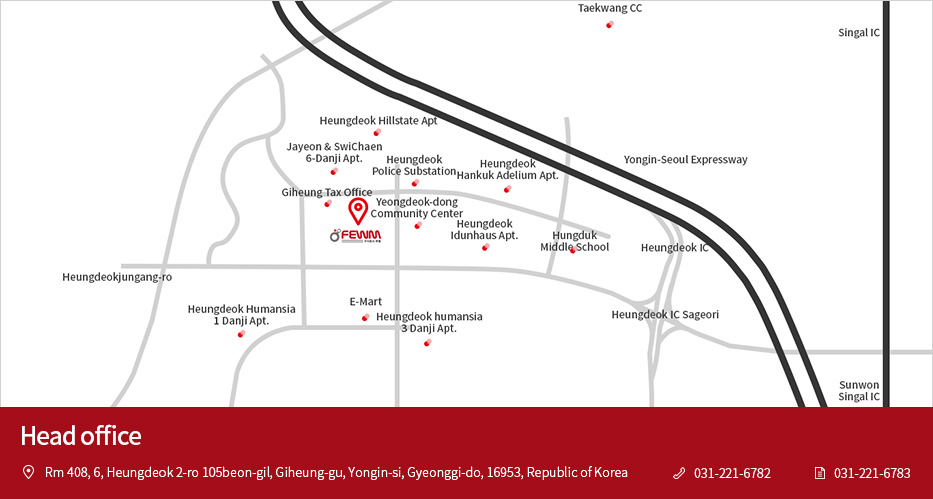 Taekwang CC
Singal IC
Heungdeok Hillstate Apt
Jayeon & SwiChaen
6-Danji Apt.
Heungdeok
Police Substation
Heungdeok
Hankuk Adelium Apt.
Yongin-Seoul Expressway
Giheung Tax Office
Yeongdeok-dong
Community Center
FEWM
Heungdeok
Idunhaus Apt.
Hungduk
Middle School
Heungdeok IC
Heungdeokjungang-ro
Heungdeok Humansia
1 Danji Apt.
E-Mart
Heungdeok humansia
3 Danji Apt.
Heungdeok IC Sageori
Sunwon
Singal IC
Head office
Rm 408, 6, Heungdeok 2-ro 105beon-gil, Giheung-gu, Yongin-si, Gyeonggi-do, 16953, Republic of Korea
031-221-6782
031-221-6783